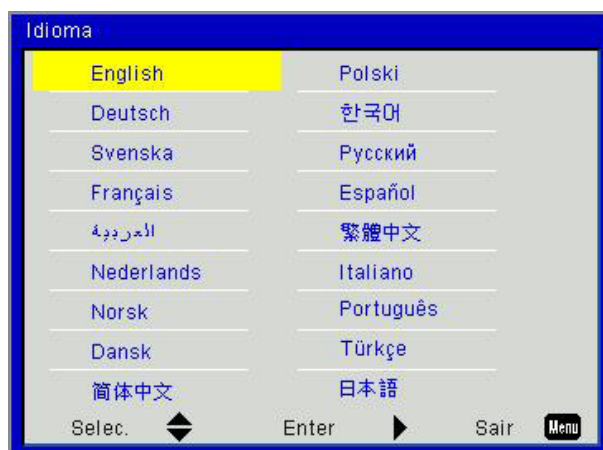 Idioma
English Polski
Deutsch 한국어
Svenska Русский
Français Español
العربية 繁體中文
Nederlands Italiano
Norsk Português
Dansk Türkçe
简体中文 日本語
Selec. Enter Sair Menu